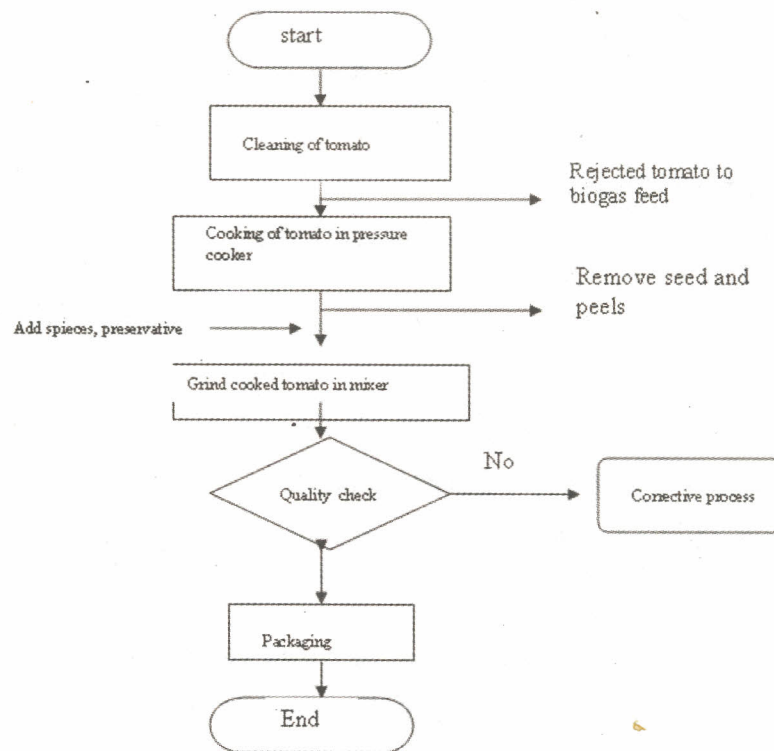 start
Cleaning of tomato
Rejected tomato to
biogas feed
Cooking of tomato in pressure
cooker
Remove seed and
peels
Add spieces, preservative
Grind cooked tomato in mixer
No
Quality check
Corrective process
Packaging
End